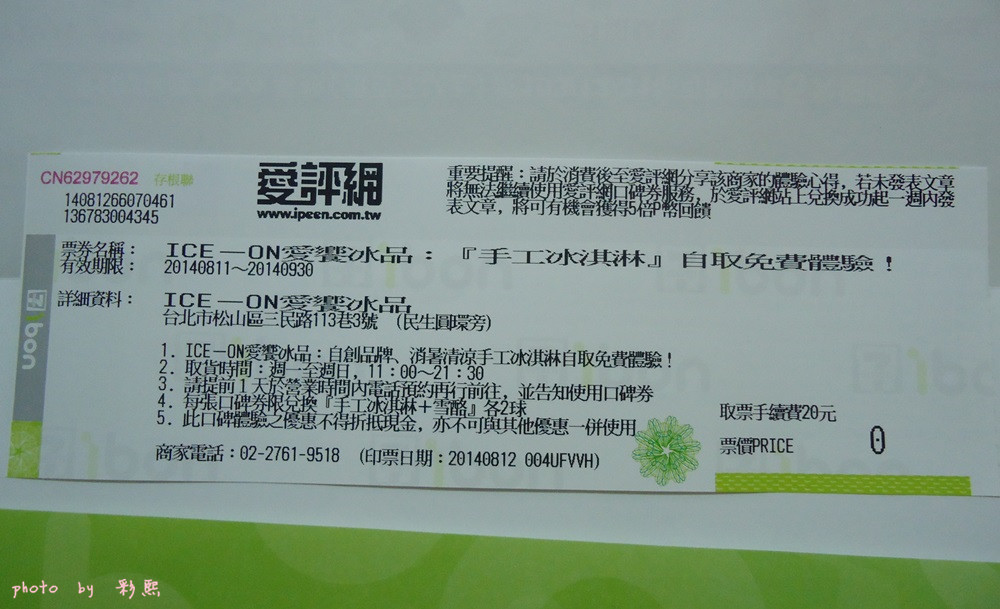 CN62979262 存根聯
14081266070461
136783004345
愛評網
www.ipeen.com.tw
重要提醒：請於消費後至愛評網分享該商家的體驗心得，若未發表文章
將無法繼續使用愛評網口碑券服務，於愛評網站上兌換成功起一週內發
表文章，將可有機會獲得5倍P幣回饋
票券名稱： ICE－ON愛饗冰品：『手工冰淇淋』自取免費體驗！
有效期限： 20140811～20140930
詳細資料： ICE－ON愛饗冰品
台北市松山區三民路113巷3號 (民生圓環旁)
1. ICE－ON愛饗冰品：自創品牌、消暑清涼手工冰淇淋自取免費體驗！
2. 取貨時間：週一至週日，11：00～21：30
3. 請提前1天於營業時間內電話預約再行前往，並告知使用口碑券
4. 每張口碑券限兌換『手工冰淇淋＋雪酪』各2球
5. 此口碑體驗之優惠不得折抵現金，亦不可與其他優惠一併使用
商家電話：02-2761-9518 (印票日期：20140812 004UFVVH)
取票手續費20元
票價PRICE 0
ibon
photo by 彩熙